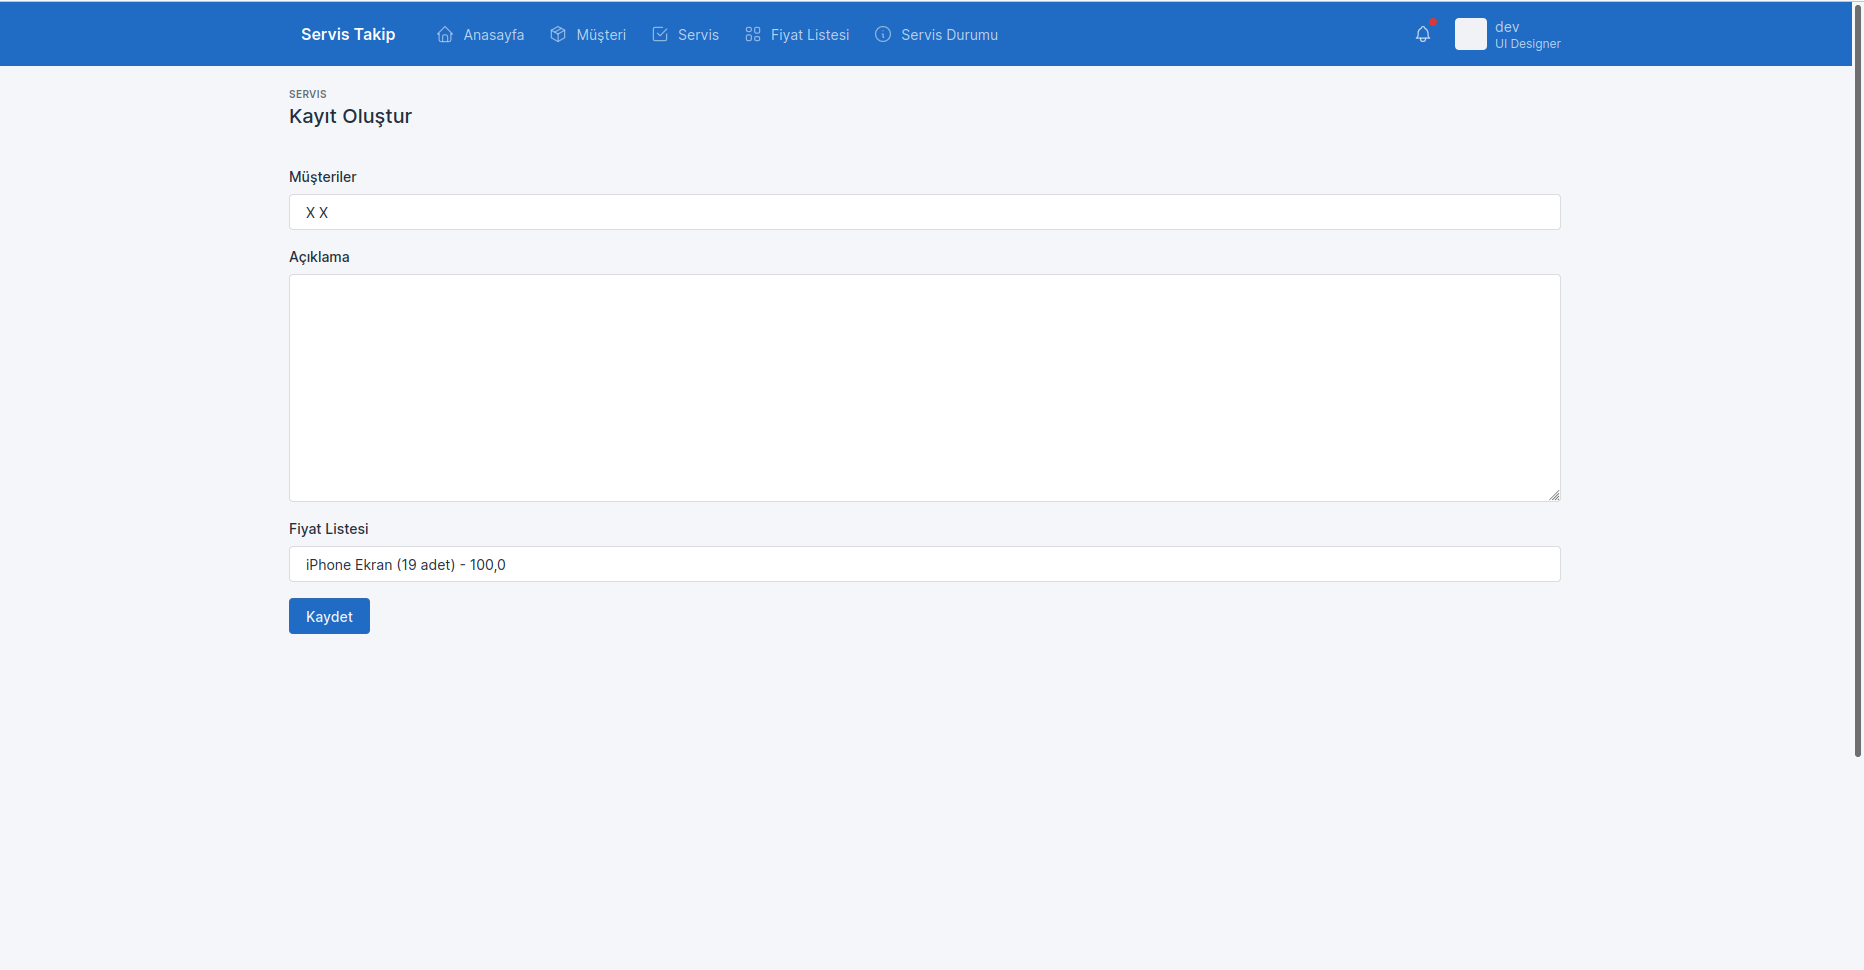 Servis Takip Anasayfa Müşteri Servis Fiyat Listesi Servis Durumu dev
UI Designer
SERVIS
Kayıt Oluştur
Müşteriler
X X
Açıklama
Fiyat Listesi
iPhone Ekran (19 adet) - 100,0
Kaydet